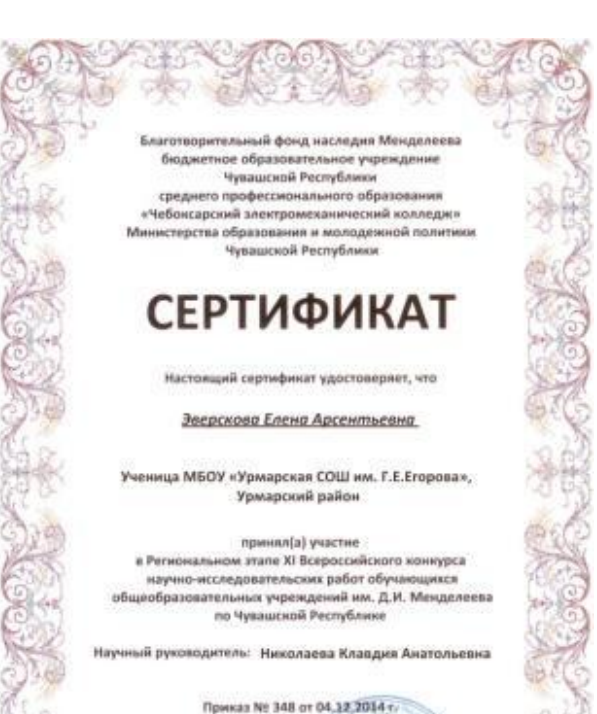 Благотворительный фонд наследия Менделеева
бюджетное образовательное учреждение
Чувашской Республики
среднего профессионального образования
«Чебоксарский электромеханический колледж»
Министерства образования и молодежной политики
Чувашской Республики
СЕРТИФИКАТ
Настоящий сертификат удостоверяет, что
Эверскова Елена Арсентьевна
Ученица МБОУ «Урмарская СОШ им. Г.Е.Егорова»,
Урмарский район
принял(а) участие
в Региональном этапе XI Всероссийского конкурса
научно-исследовательских работ обучающихся
общеобразовательных учреждений им. Д.И. Менделеева
по Чувашской Республике
Научный руководитель: Николаева Клавдия Анатольевна
Приказ № 348 от 04.12.2014 г.